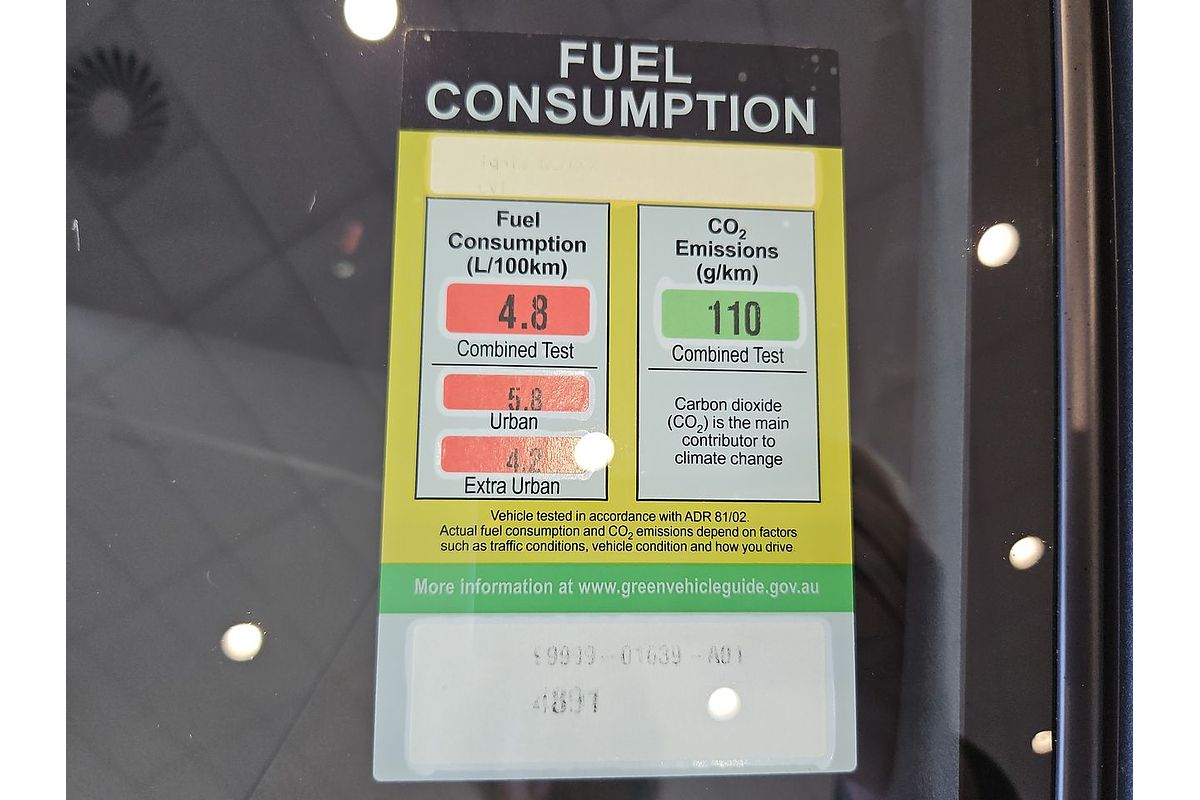 FUEL
CONSUMPTION
Fuel
Consumption
(L/100km)
4.8
Combined Test
5.8
Urban
4.2
Extra Urban
CO₂
Emissions
(g/km)
110
Combined Test
Carbon dioxide
(CO₂) is the main
contributor to
climate change
Vehicle tested in accordance with ADR 81/02.
Actual fuel consumption and CO₂ emissions depend on factors
such as traffic conditions, vehicle condition and how you drive.
More information at www.greenvehicleguide.gov.au